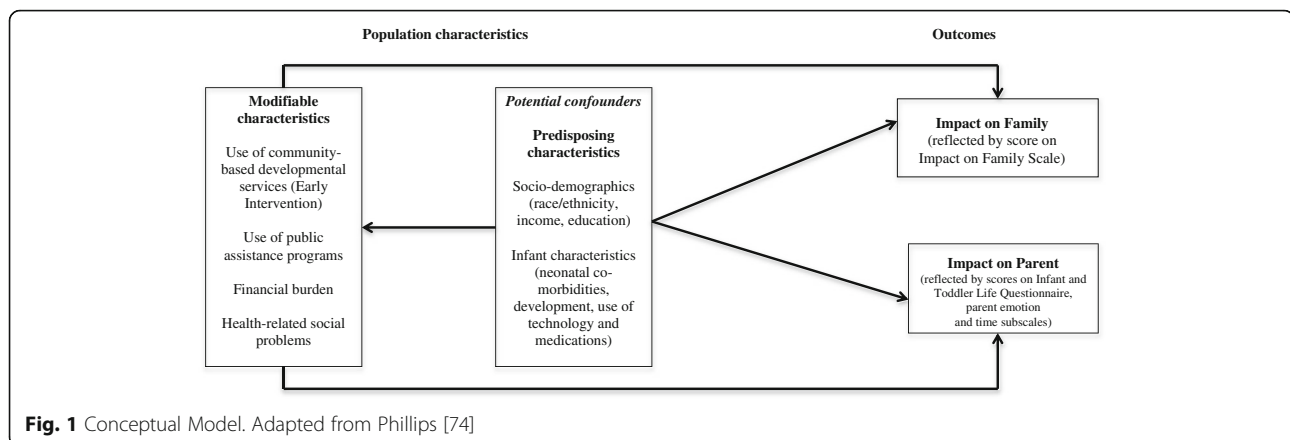 Population characteristics
Outcomes
Modifiable
characteristics
Use of community-
based developmental
services (Early
Intervention)
Use of public
assistance programs
Financial burden
Health-related social
problems
Potential confounders
Predisposing
characteristics
Socio-demographics
(race/ethnicity,
income, education)
Infant characteristics
(neonatal co-
morbidities,
development, use of
technology and
medications)
Impact on Family
(reflected by score on
Impact on Family Scale)
Impact on Parent
(reflected by scores on Infant and
Toddler Life Questionnaire,
parent emotion
and time subscales)
Fig. 1 Conceptual Model. Adapted from Phillips [74]